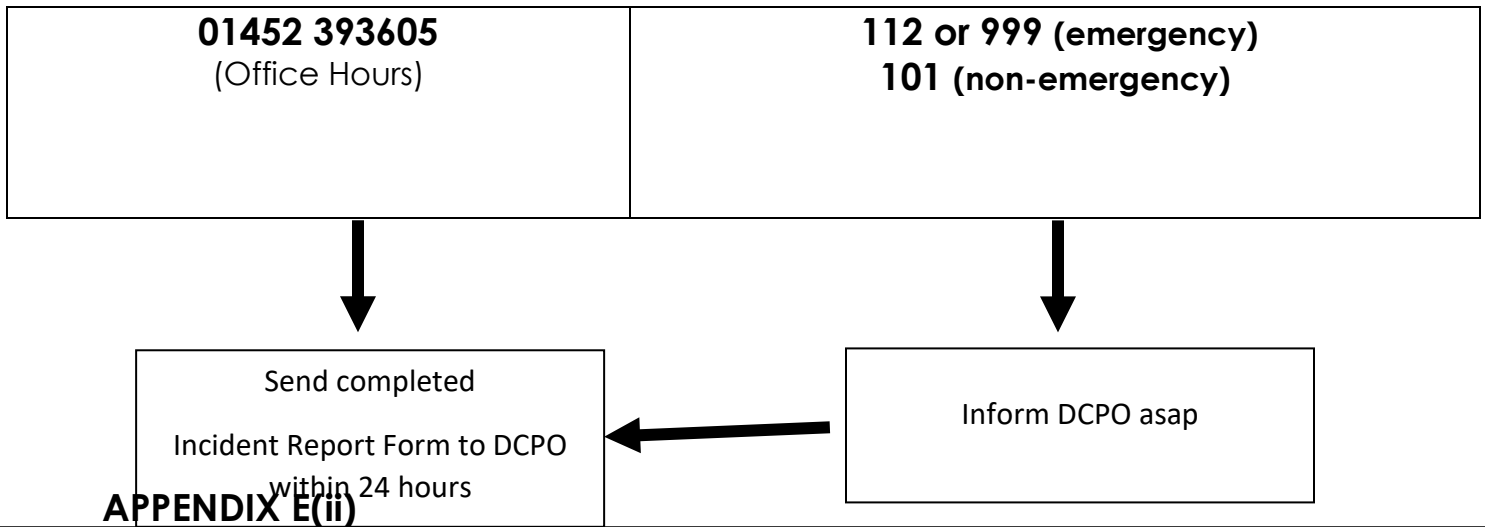 01452 393605
(Office Hours)
112 or 999 (emergency)
101 (non-emergency)
Send completed
Incident Report Form to DCPO
within 24 hours
Inform DCPO asap
APPENDIX E(ii)